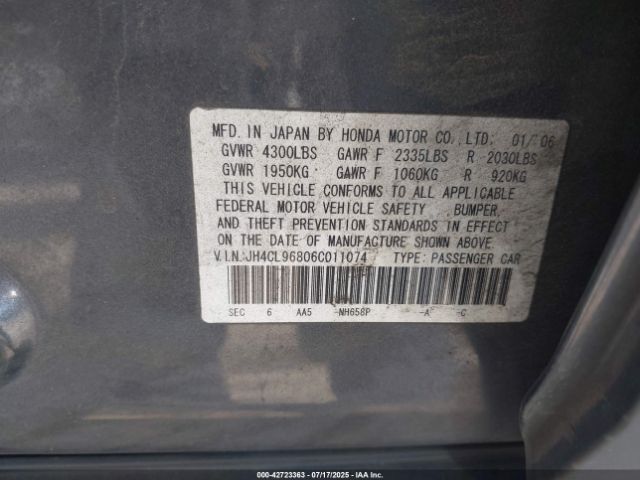 MFD. IN JAPAN BY HONDA MOTOR CO., LTD. 01/'06
GVWR 4300LBS GAWR F 2335LBS R 2030LBS
GVWR 1950KG GAWR F 1060KG R 920KG
THIS VEHICLE CONFORMS TO ALL APPLICABLE
FEDERAL MOTOR VEHICLE SAFETY , BUMPER,
AND THEFT PREVENTION STANDARDS IN EFFECT
ON THE DATE OF MANUFACTURE SHOWN ABOVE.
V.I.N:JH4CL96806C011074 TYPE: PASSENGER CAR
SEC 6 AA5 -NH658P -A -C
000-42723363 - 07/17/2025 - IAAI.COM